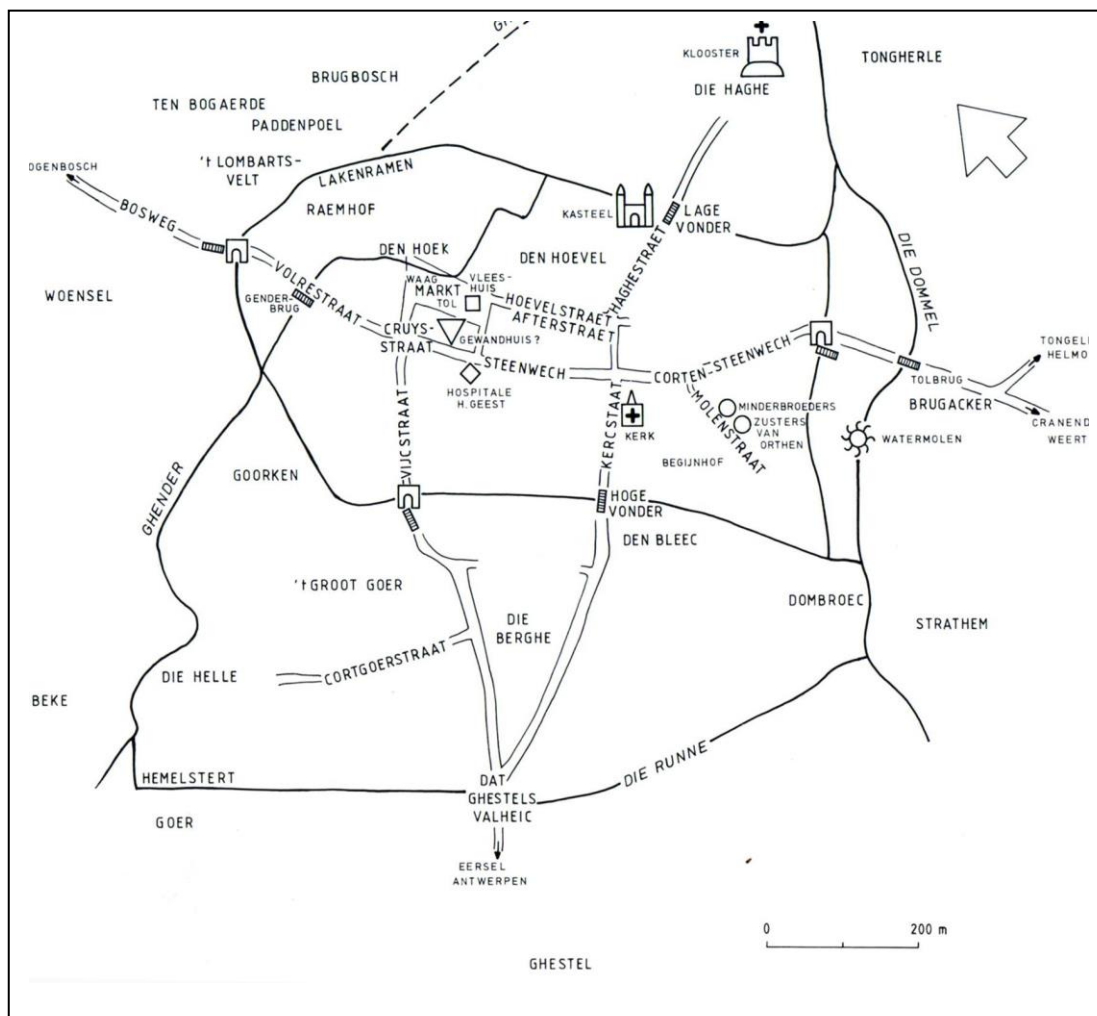 KLOOSTER
TONGHERLE
BRUGBOSCH
DIE HAGHE
TEN BOGAERDE
PADDENPOEL
't LOMBARTS-
VELT
LAKENRAMEN
OGENBOSCH
BOSWEG
RAEMHOF
KASTEEL
LAGE
VONDER
DIE DOMMEL
DEN HOEK
DEN HOEVEL
HAGHESTRAET
WOENSEL
VOLRESTRAAT
GENDER-
BRUG
WAAG
MARKT
TOL
VLEES-
HUIS
HOEVELSTRAET
AFTERSTRAET
CRUYS-
STRAAT
GEWANDHUIS?
STEENWECH
CORTEN-STEENWECH
HOSPITALE
H.GEEST
TOLBRUG
BRUGACKER
TONGEL
HELMO
CRANEND
WEERT
MOLENSTRAAT
MINDERBROEDERS
ZUSTERS
VAN
ORTHEN
WATERMOLEN
KERK
KERCSTAAT
BEGIJNHOF
VIJCSTRAAT
GOORKEN
GHENDER
HOGE
VONDER
DEN BLEEC
'tGROOT GOER
DIE
BERGHE
DOMBROEC
STRATHEM
DIE HELLE
CORTGOERSTRAAT
BEKE
DIE RUNNE
HEMELSTERT
DAT
GHESTELS
VALHEIC
GOER
EERSEL
ANTWERPEN
0 200 m
GHESTEL